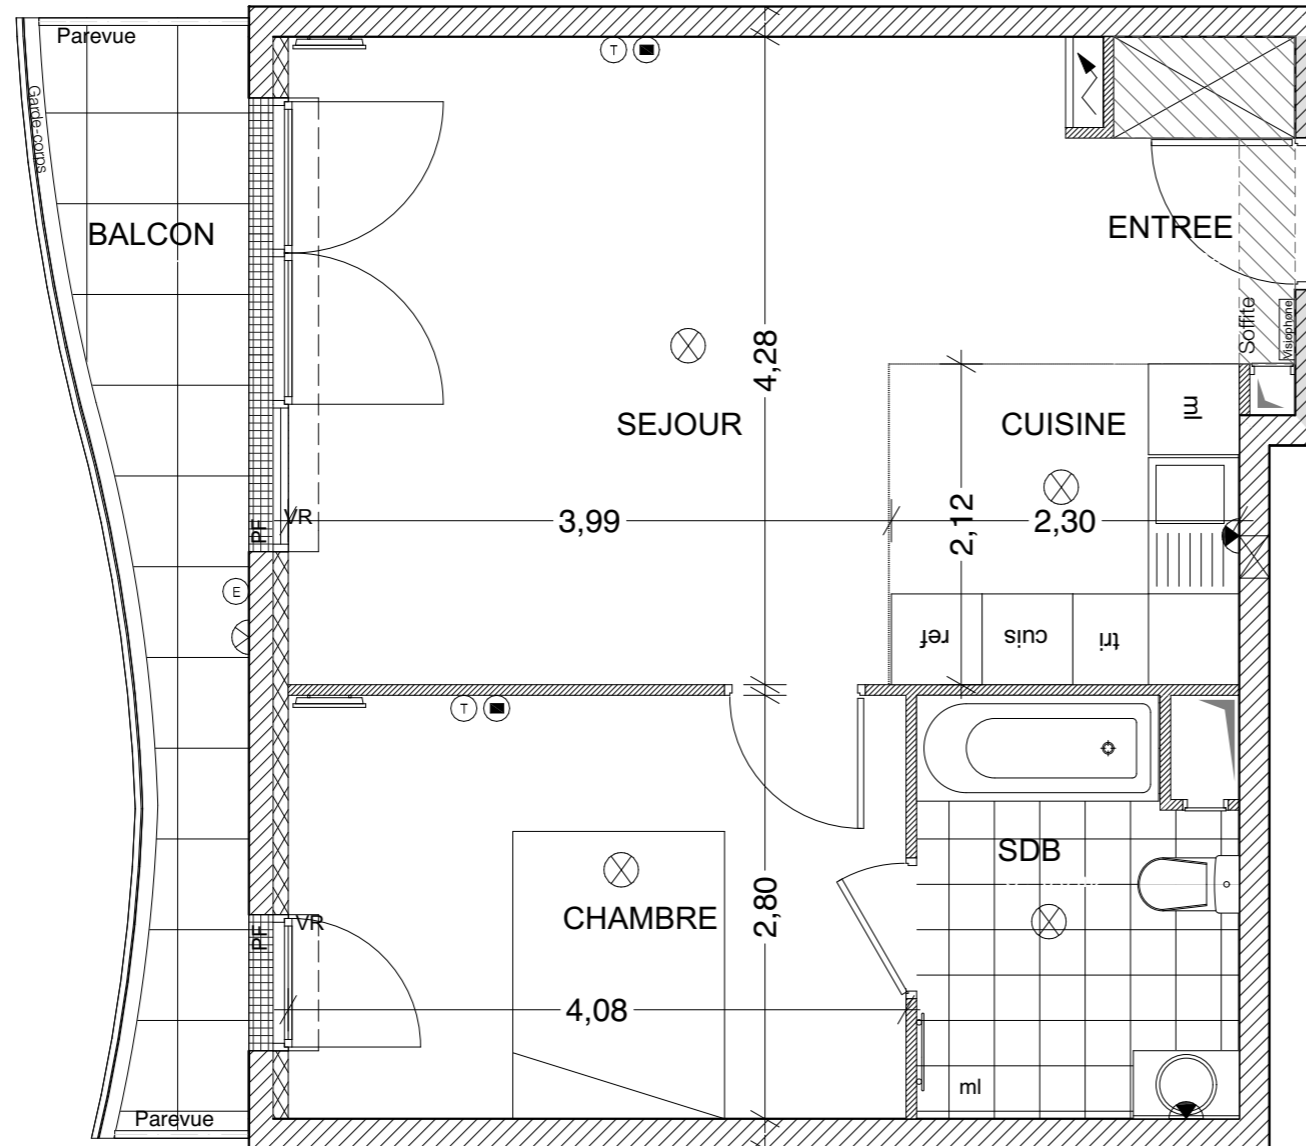 Parevue
T
Garde-corps
BALCON
ENTREE
Soffite
Visiophone
4,28
SEJOUR
CUISINE
ml
PF
VR
3,99
2,12
2,30
E
ref
cuis
tri
T
SDB
CHAMBRE
2,80
PF
VR
4,08
ml
Parevue